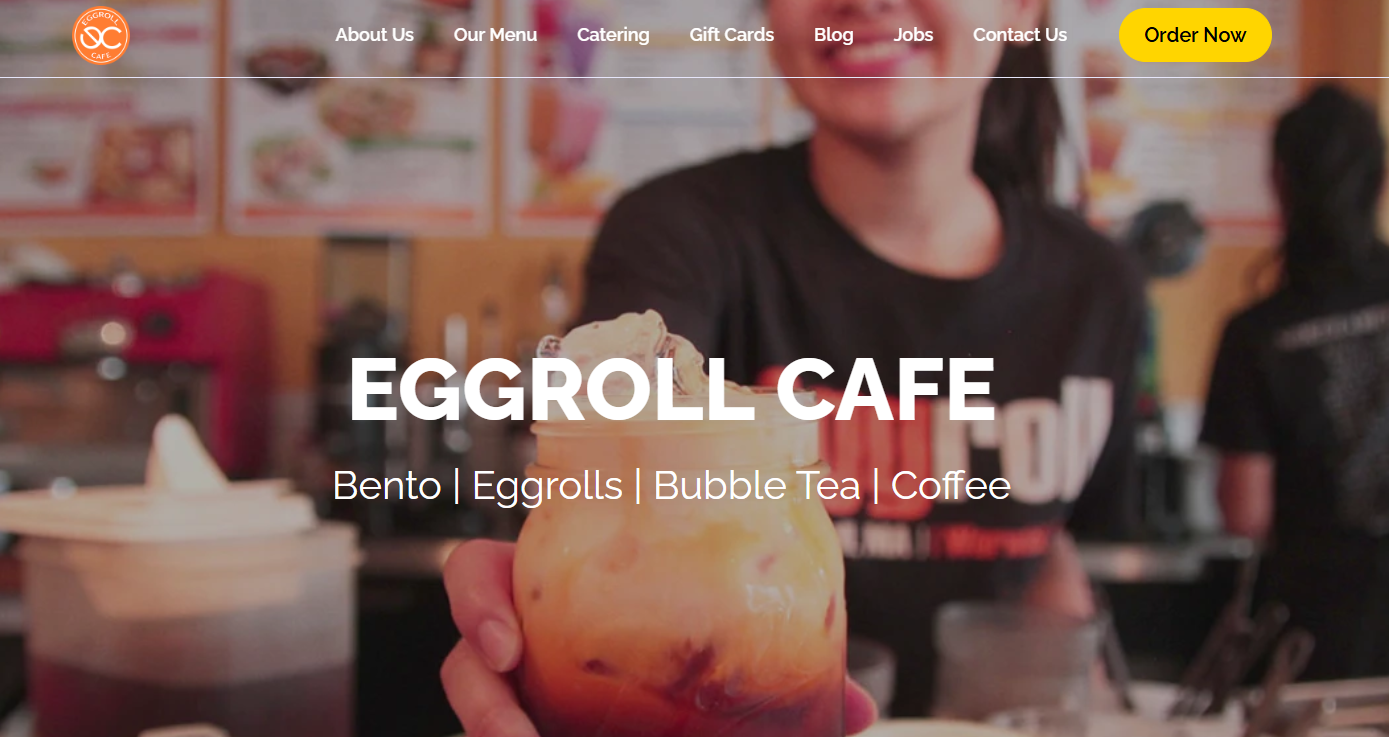 EGGROLL
CAFE
About Us
Our Menu
Catering
Gift Cards
Blog
Jobs
Contact Us
Order Now
EGGROLL CAFE
Bento | Eggrolls | Bubble Tea | Coffee